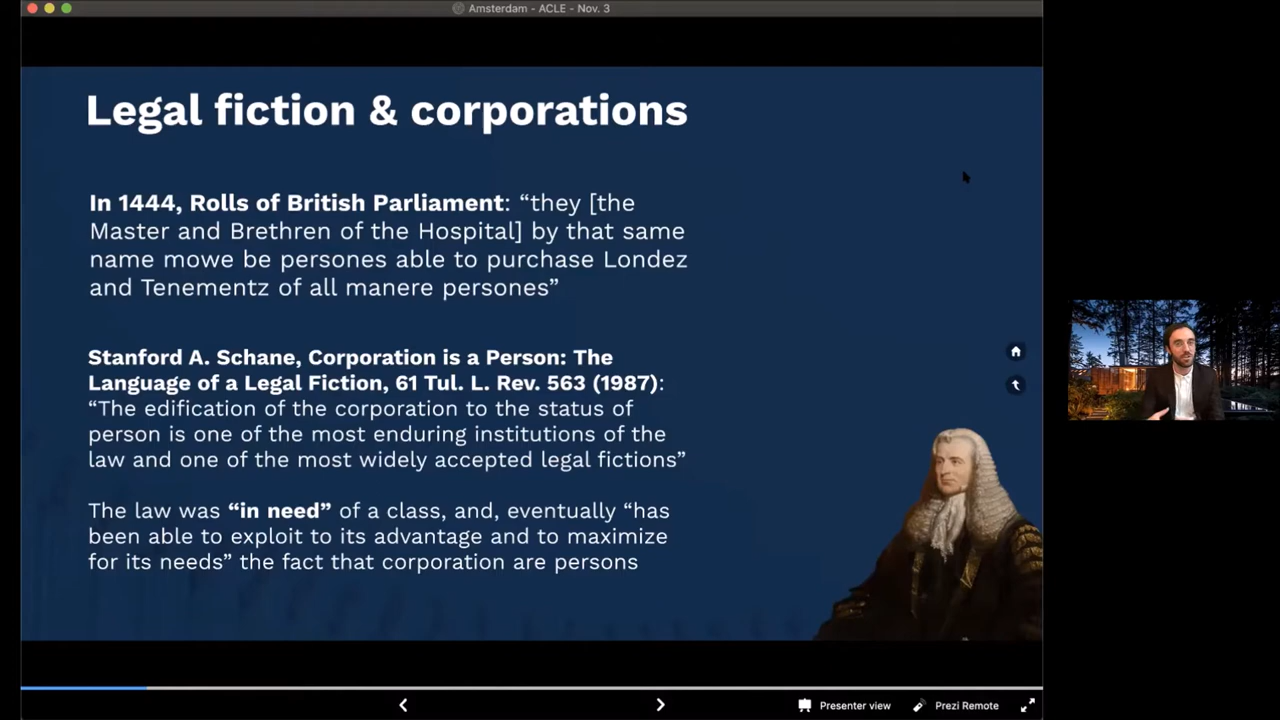 Amsterdam - ACLE - Nov. 3
Legal fiction & corporations
In 1444, Rolls of British Parliament: “they [the
Master and Brethren of the Hospital] by that same
name mowe be persones able to purchase Londez
and Tenementz of all manere persones”
Stanford A. Schane, Corporation is a Person: The
Language of a Legal Fiction, 61 Tul. L. Rev. 563 (1987):
“The edification of the corporation to the status of
person is one of the most enduring institutions of the
law and one of the most widely accepted legal fictions”
The law was “in need” of a class, and, eventually “has
been able to exploit to its advantage and to maximize
for its needs” the fact that corporation are persons
Presenter view
Prezi Remote